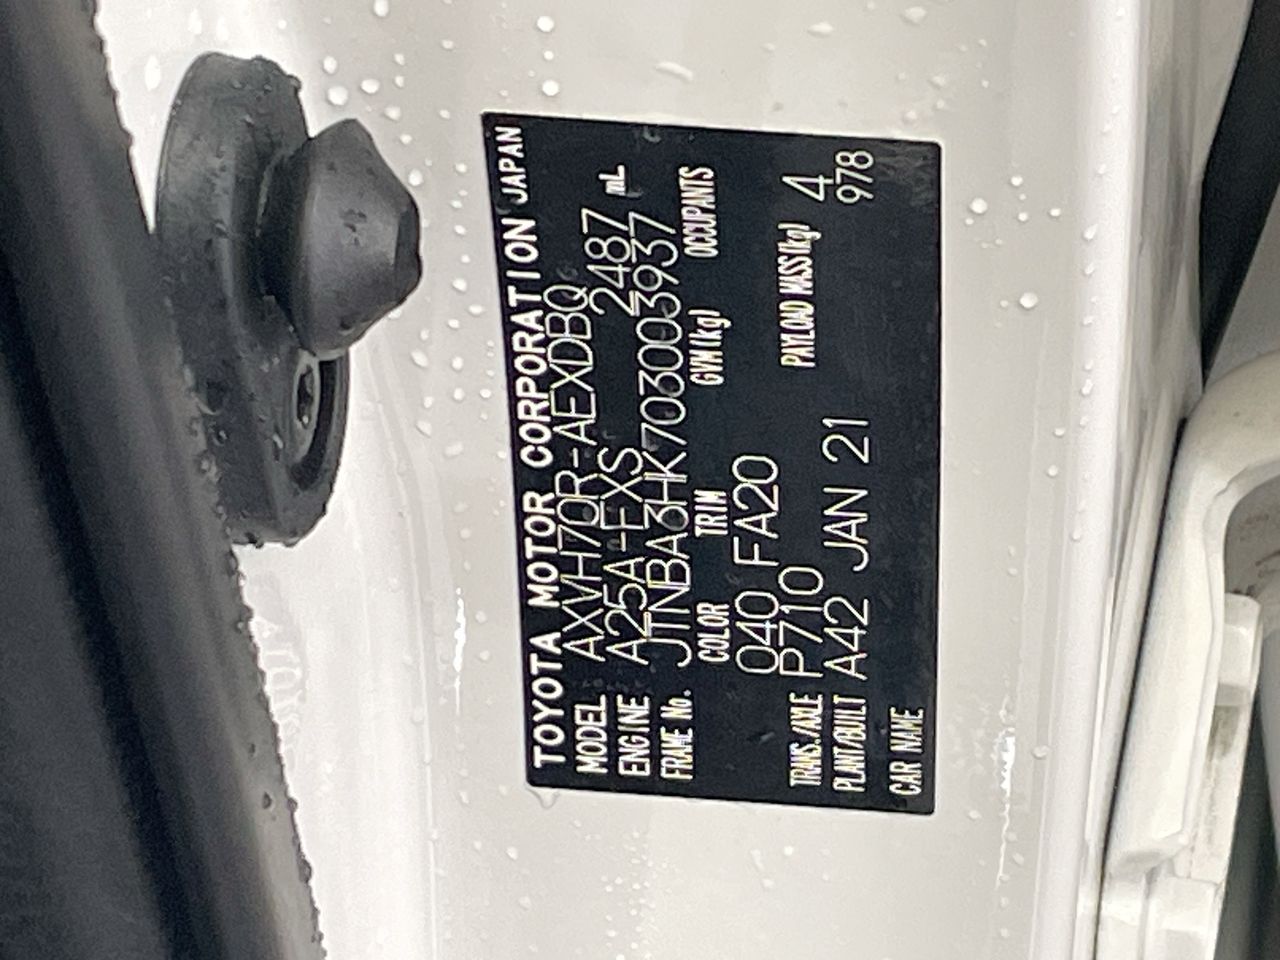 TOYOTA MOTOR CORPORATION JAPAN
MODEL AXVH70R-AEXDBQ
ENGINE A25A-FXS 2487 mL
FRAME No. JTNBA3HK703003937
COLOR TRIM GVM(kg) OCCUPANTS
040 FA20
TRANS./AXLE P710 PAYLOAD MASS(kg) 4
PLANT/BUILT A42 JAN 21 978
CAR NAME